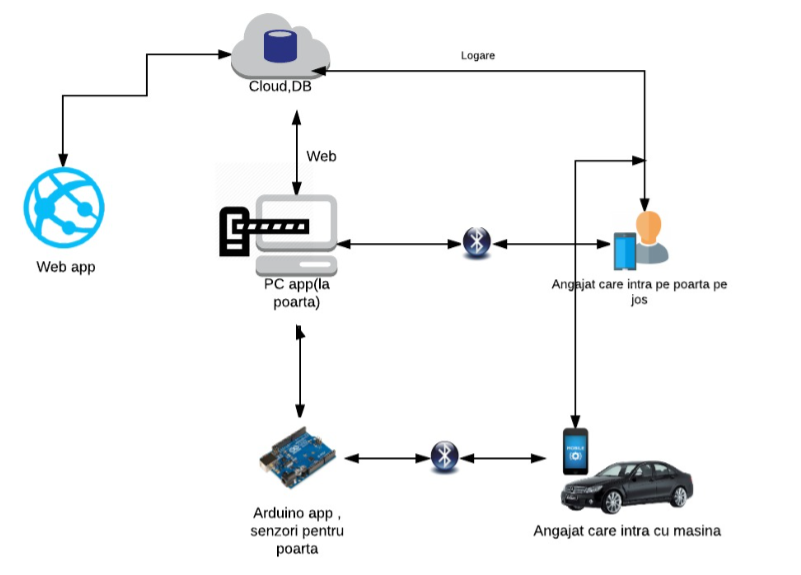 Logare
Cloud,DB
Web
Web app
PC app(la
poarta)
Angajat care intra pe poarta pe
jos
MOBILE
Arduino app ,
senzori pentru
poarta
Angajat care intra cu masina